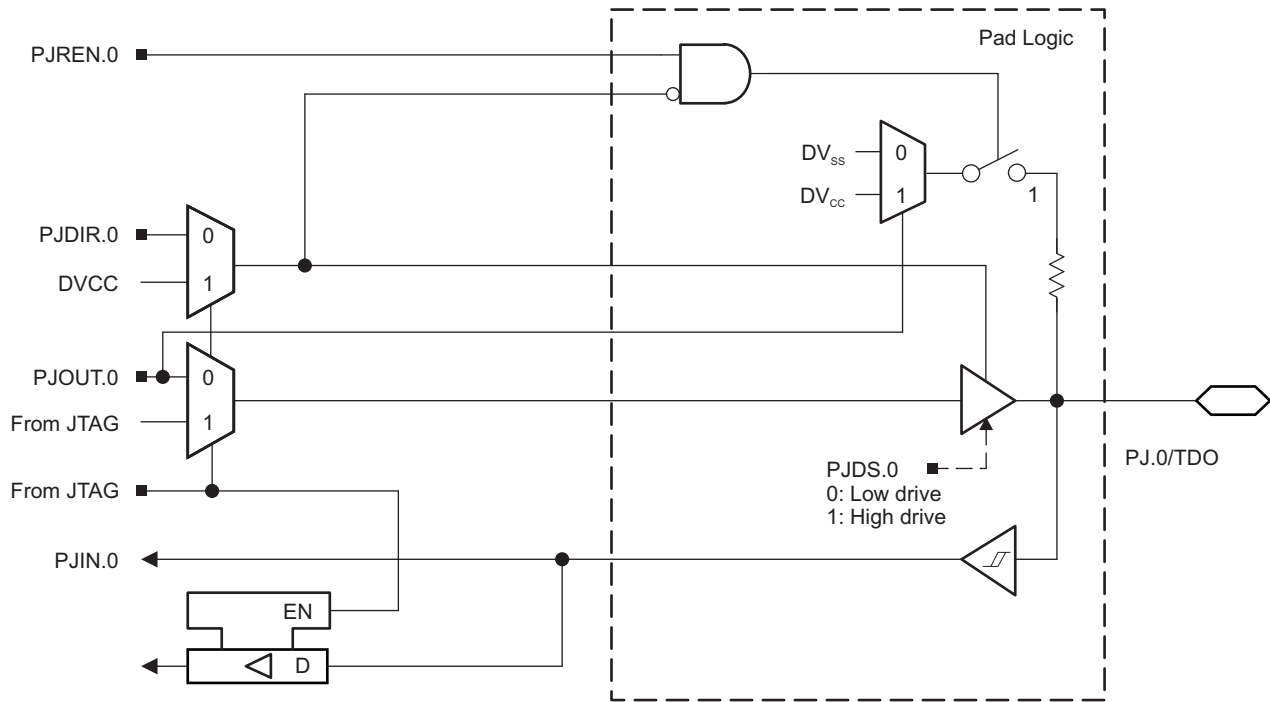 Pad Logic
PJREN.0
DVSS
0
DVCC
1
1
PJDIR.0
0
DVCC
1
PJOUT.0
0
From JTAG
1
PJDS.0
0: Low drive
1: High drive
PJ.0/TDO
From JTAG
PJIN.0
EN
D